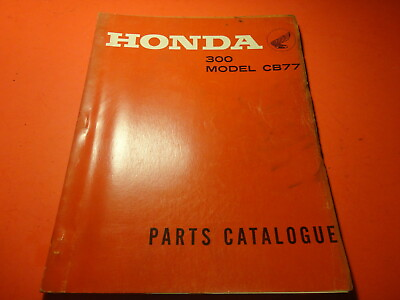 HONDA
300
MODEL CB77
PARTS CATALOGUE